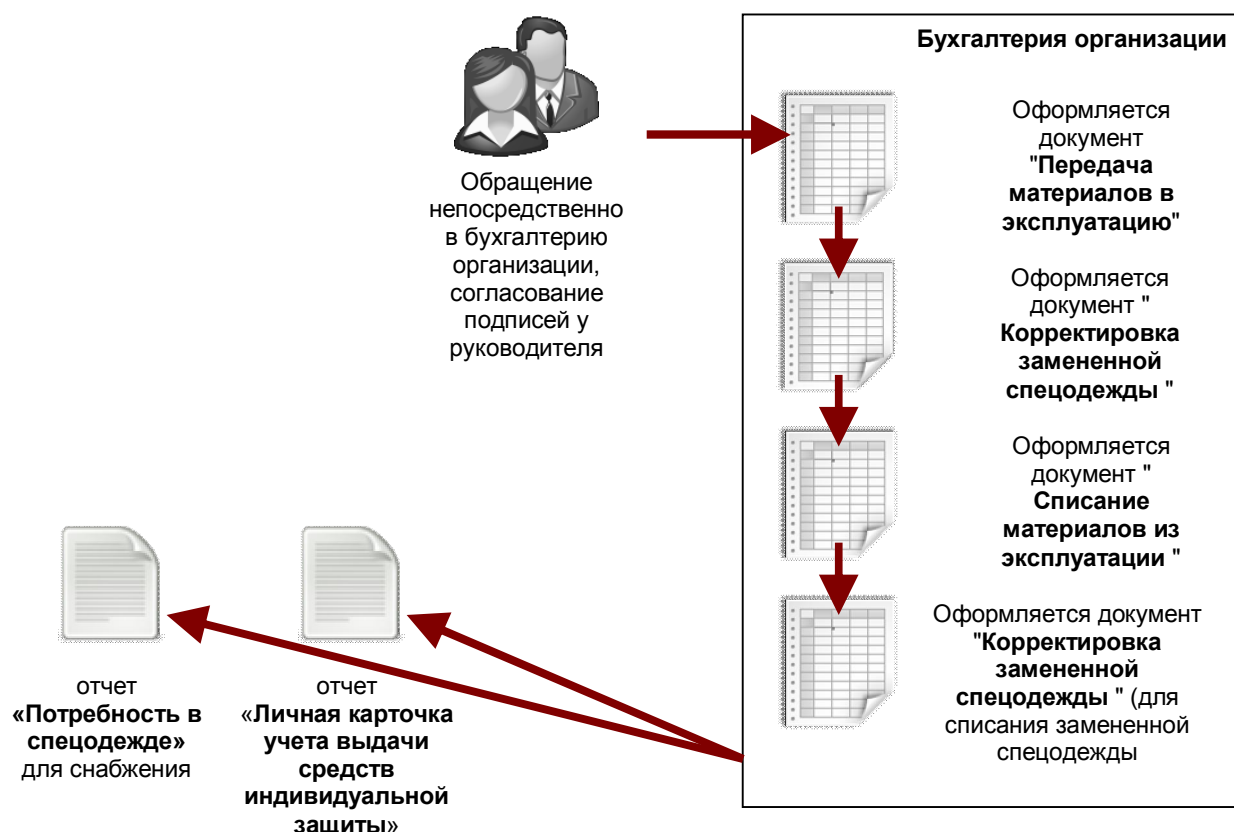 Бухгалтерия организации
Обращение
непосредственно
в бухгалтерию
организации,
согласование
подписей у
руководителя
Оформляется
документ
"Передача
материалов в
эксплуатацию"
Оформляется
документ "
Корректировка
замененной
спецодежды "
Оформляется
документ "
Списание
материалов из
эксплуатации "
Оформляется документ
"Корректировка
замененной
спецодежды " (для
списания замененной
спецодежды
отчет
«Потребность в
спецодежде»
для снабжения
отчет
«Личная карточка
учета выдачи
средств
индивидуальной
защиты»